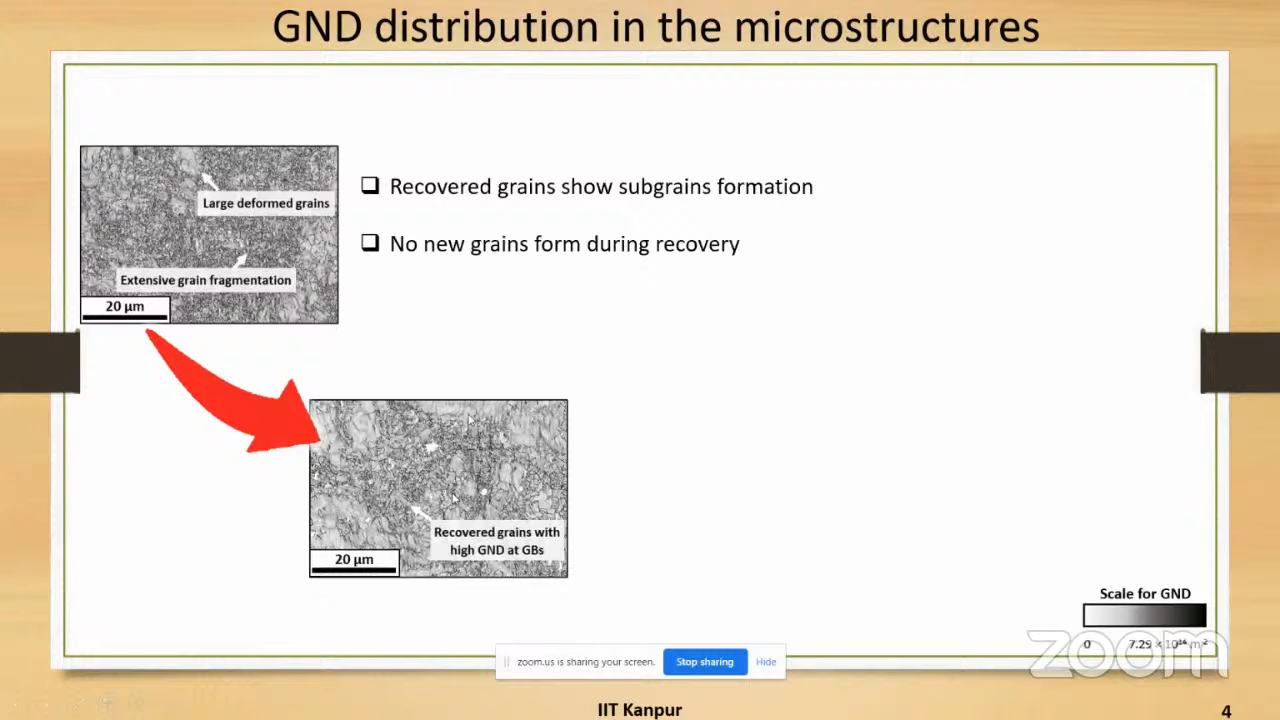 GND distribution in the microstructures
Large deformed grains
Extensive grain fragmentation
20 µm
Recovered grains show subgrains formation
No new grains form during recovery
Recovered grains with
high GND at GBs
20 µm
Scale for GND
0
zoom
zoom.us is sharing your screen.
Stop sharing
Hide
IIT Kanpur
4